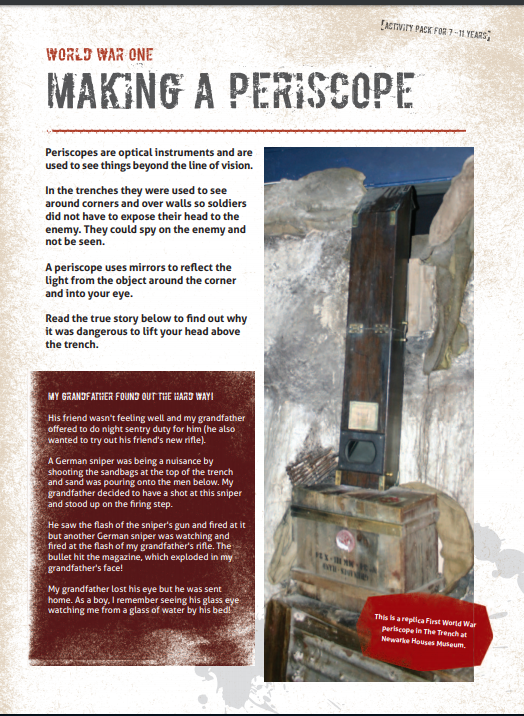 [ACTIVITY PACK FOR 7 - 11 YEARS]
WORLD WAR ONE
MAKING A PERISCOPE
Periscopes are optical instruments and are
used to see things beyond the line of vision.
In the trenches they were used to see
around corners and over walls so soldiers
did not have to expose their head to the
enemy. They could spy on the enemy and
not be seen.
A periscope uses mirrors to reflect the
light from the object around the corner
and into your eye.
Read the true story below to find out why
it was dangerous to lift your head above
the trench.
MY GRANDFATHER FOUND OUT THE HARD WAY!
His friend wasn't feeling well and my grandfather
offered to do night sentry duty for him (he also
wanted to try out his friend's new rifle).
A German sniper was being a nuisance by
shooting the sandbags at the top of the trench
and sand was pouring onto the men below. My
grandfather decided to have a shot at this sniper
and stood up on the firing step.
He saw the flash of the sniper's gun and fired at it
but another German sniper was watching and
fired at the flash of my grandfather's rifle. The
bullet hit the magazine, which exploded in my
grandfather's face!
My grandfather lost his eye but he was sent
home. As a boy, I remember seeing his glass eye
watching me from a glass of water by his bed!
This is a replica First World War
periscope in The Trench at
Newarke Houses Museum.